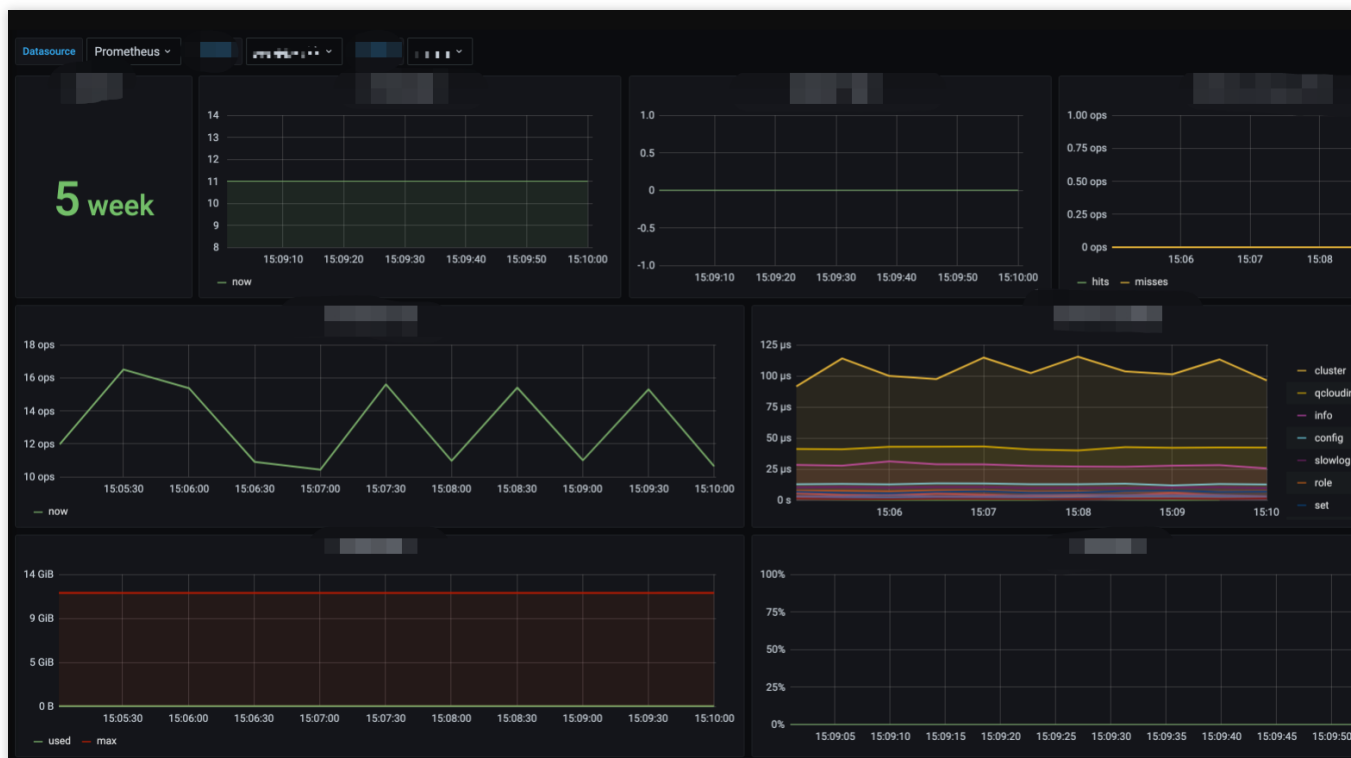 Datasource Prometheus
5 week
14
13
12
11
10
9
8
15:09:10 15:09:20 15:09:30 15:09:40 15:09:50 15:10:00
now
1.0
0.5
0
-0.5
-1.0
15:09:10 15:09:20 15:09:30 15:09:40 15:09:50 15:10:00
1.00 ops
0.75 ops
0.50 ops
0.25 ops
0 ops
15:06 15:07 15:08
hits misses
18 ops
16 ops
14 ops
12 ops
10 ops
15:05:30 15:06:00 15:06:30 15:07:00 15:07:30 15:08:00 15:08:30 15:09:00 15:09:30 15:10:00
now
125 µs
100 µs
75 µs
50 µs
25 µs
0 s
15:06 15:07 15:08 15:09 15:10
cluster
qcloudin
info
config
slowlog
role
set
14 GiB
9 GiB
5 GiB
0 B
15:05:30 15:06:00 15:06:30 15:07:00 15:07:30 15:08:00 15:08:30 15:09:00 15:09:30 15:10:00
used max
100%
75%
50%
25%
0%
15:09:05 15:09:10 15:09:15 15:09:20 15:09:25 15:09:30 15:09:35 15:09:40 15:09:45 15:09:50